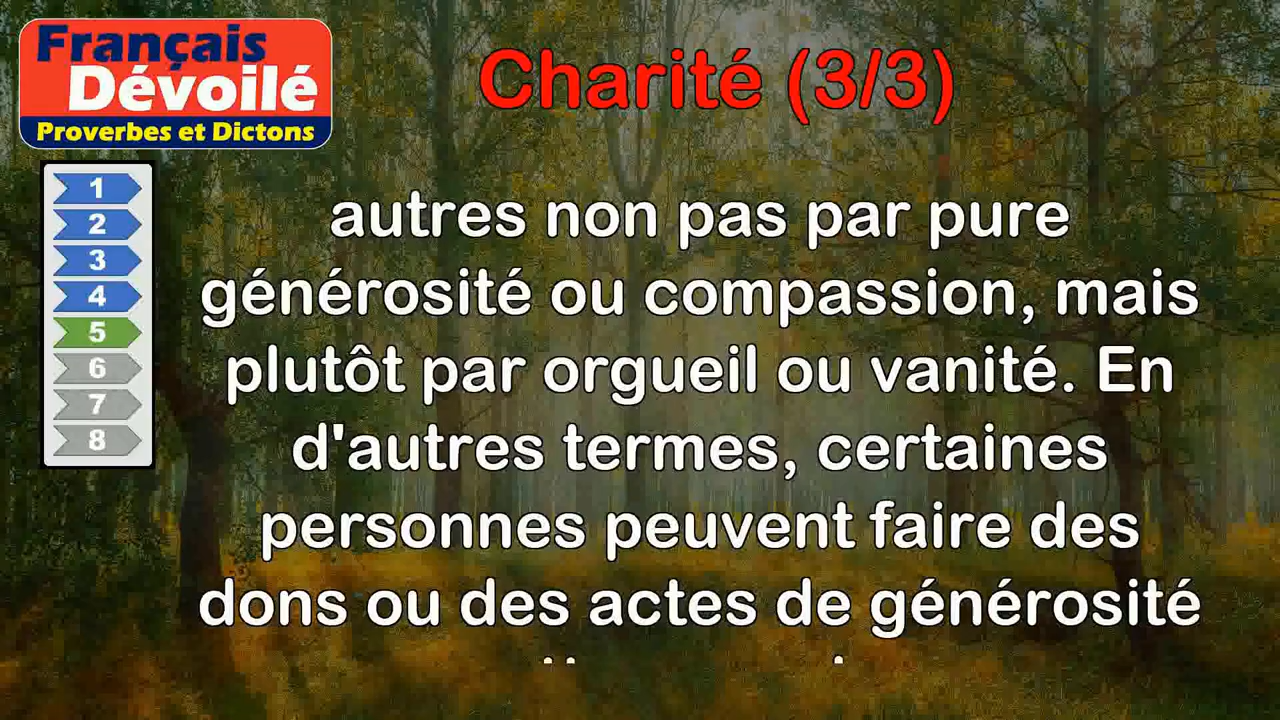 Français
Dévoilé
Proverbes et Dictons
Charité (3/3)
1
2
3
4
5
6
7
8
autres non pas par pure
générosité ou compassion, mais
plutôt par orgueil ou vanité. En
d'autres termes, certaines
personnes peuvent faire des
dons ou des actes de générosité